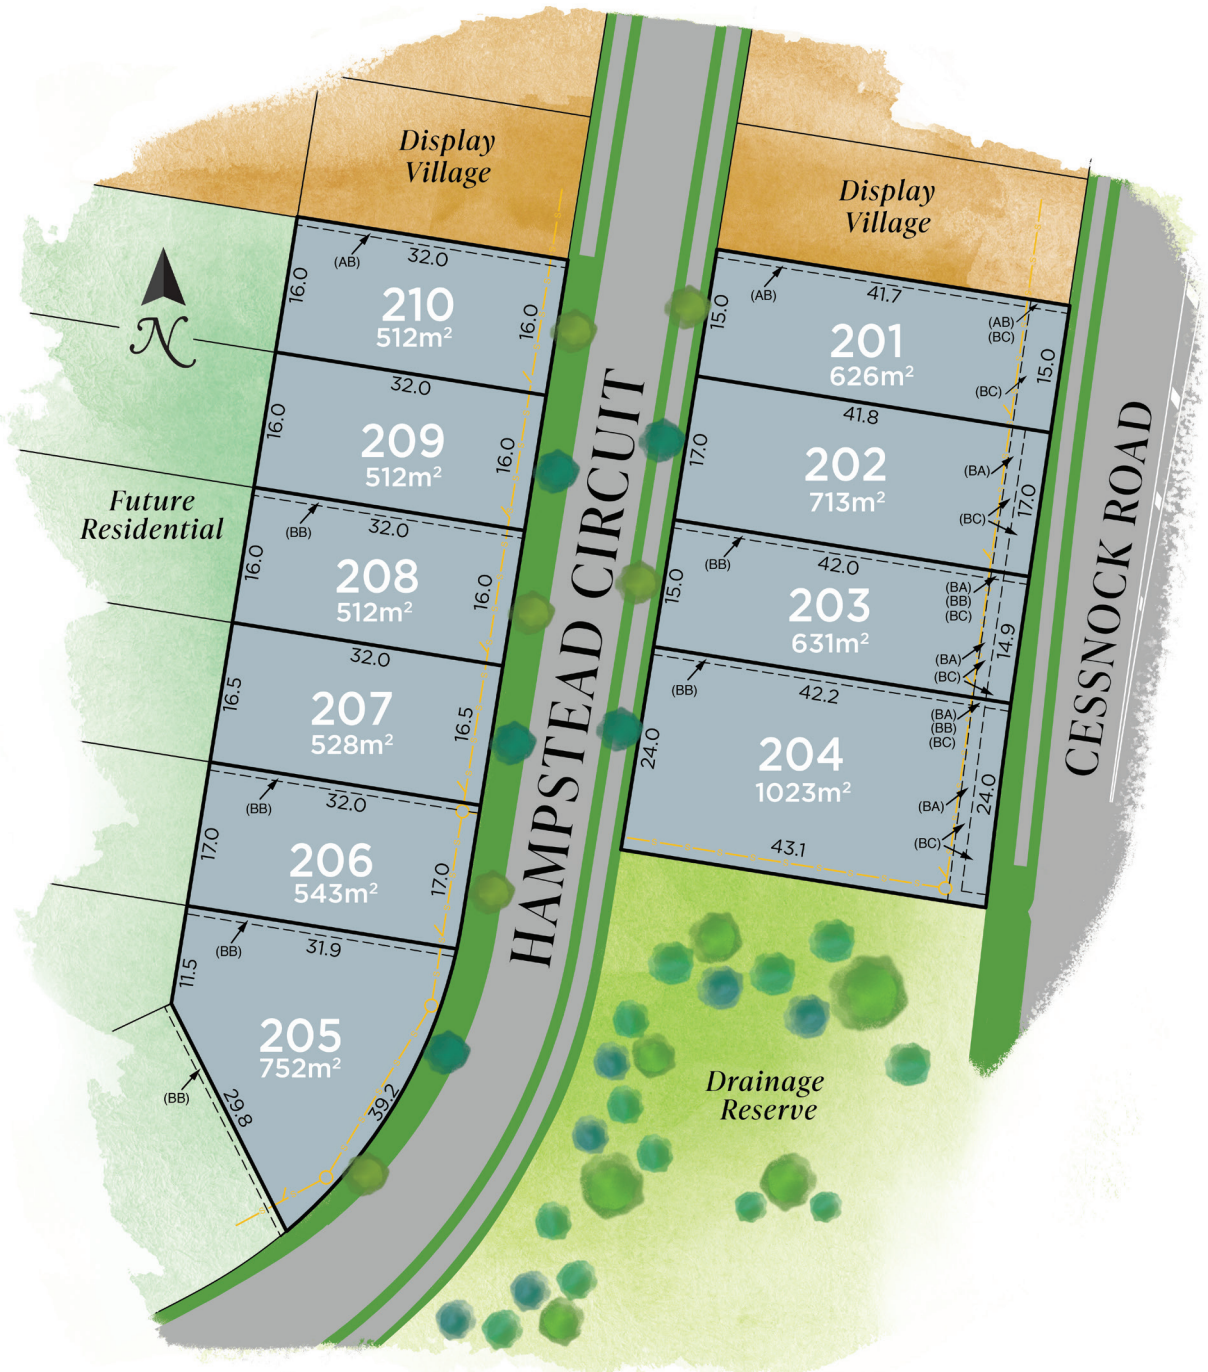 Display
Village
Display
Village
N
Future
Residential
(AB)
32.0
16.0
210
512m²
16.0
32.0
16.0
209
512m²
16.0
(BB)
32.0
16.0
208
512m²
16.0
32.0
16.5
207
528m²
16.5
(BB)
32.0
17.0
206
543m²
17.0
(BB)
31.9
11.5
205
752m²
(BB)
29.8
39.2
HAMPSTEAD CIRCUIT
(AB)
41.7
15.0
201
626m²
(AB)
(BC)
(BC)
15.0
41.8
17.0
202
713m²
(BA)
(BC)
17.0
(BB)
42.0
15.0
203
631m²
(BA)
(BB)
(BC)
(BA)
(BC)
14.9
(BB)
42.2
24.0
204
1023m²
(BA)
(BB)
(BC)
(BA)
(BC)
24.0
43.1
CESSNOCK ROAD
Drainage
Reserve